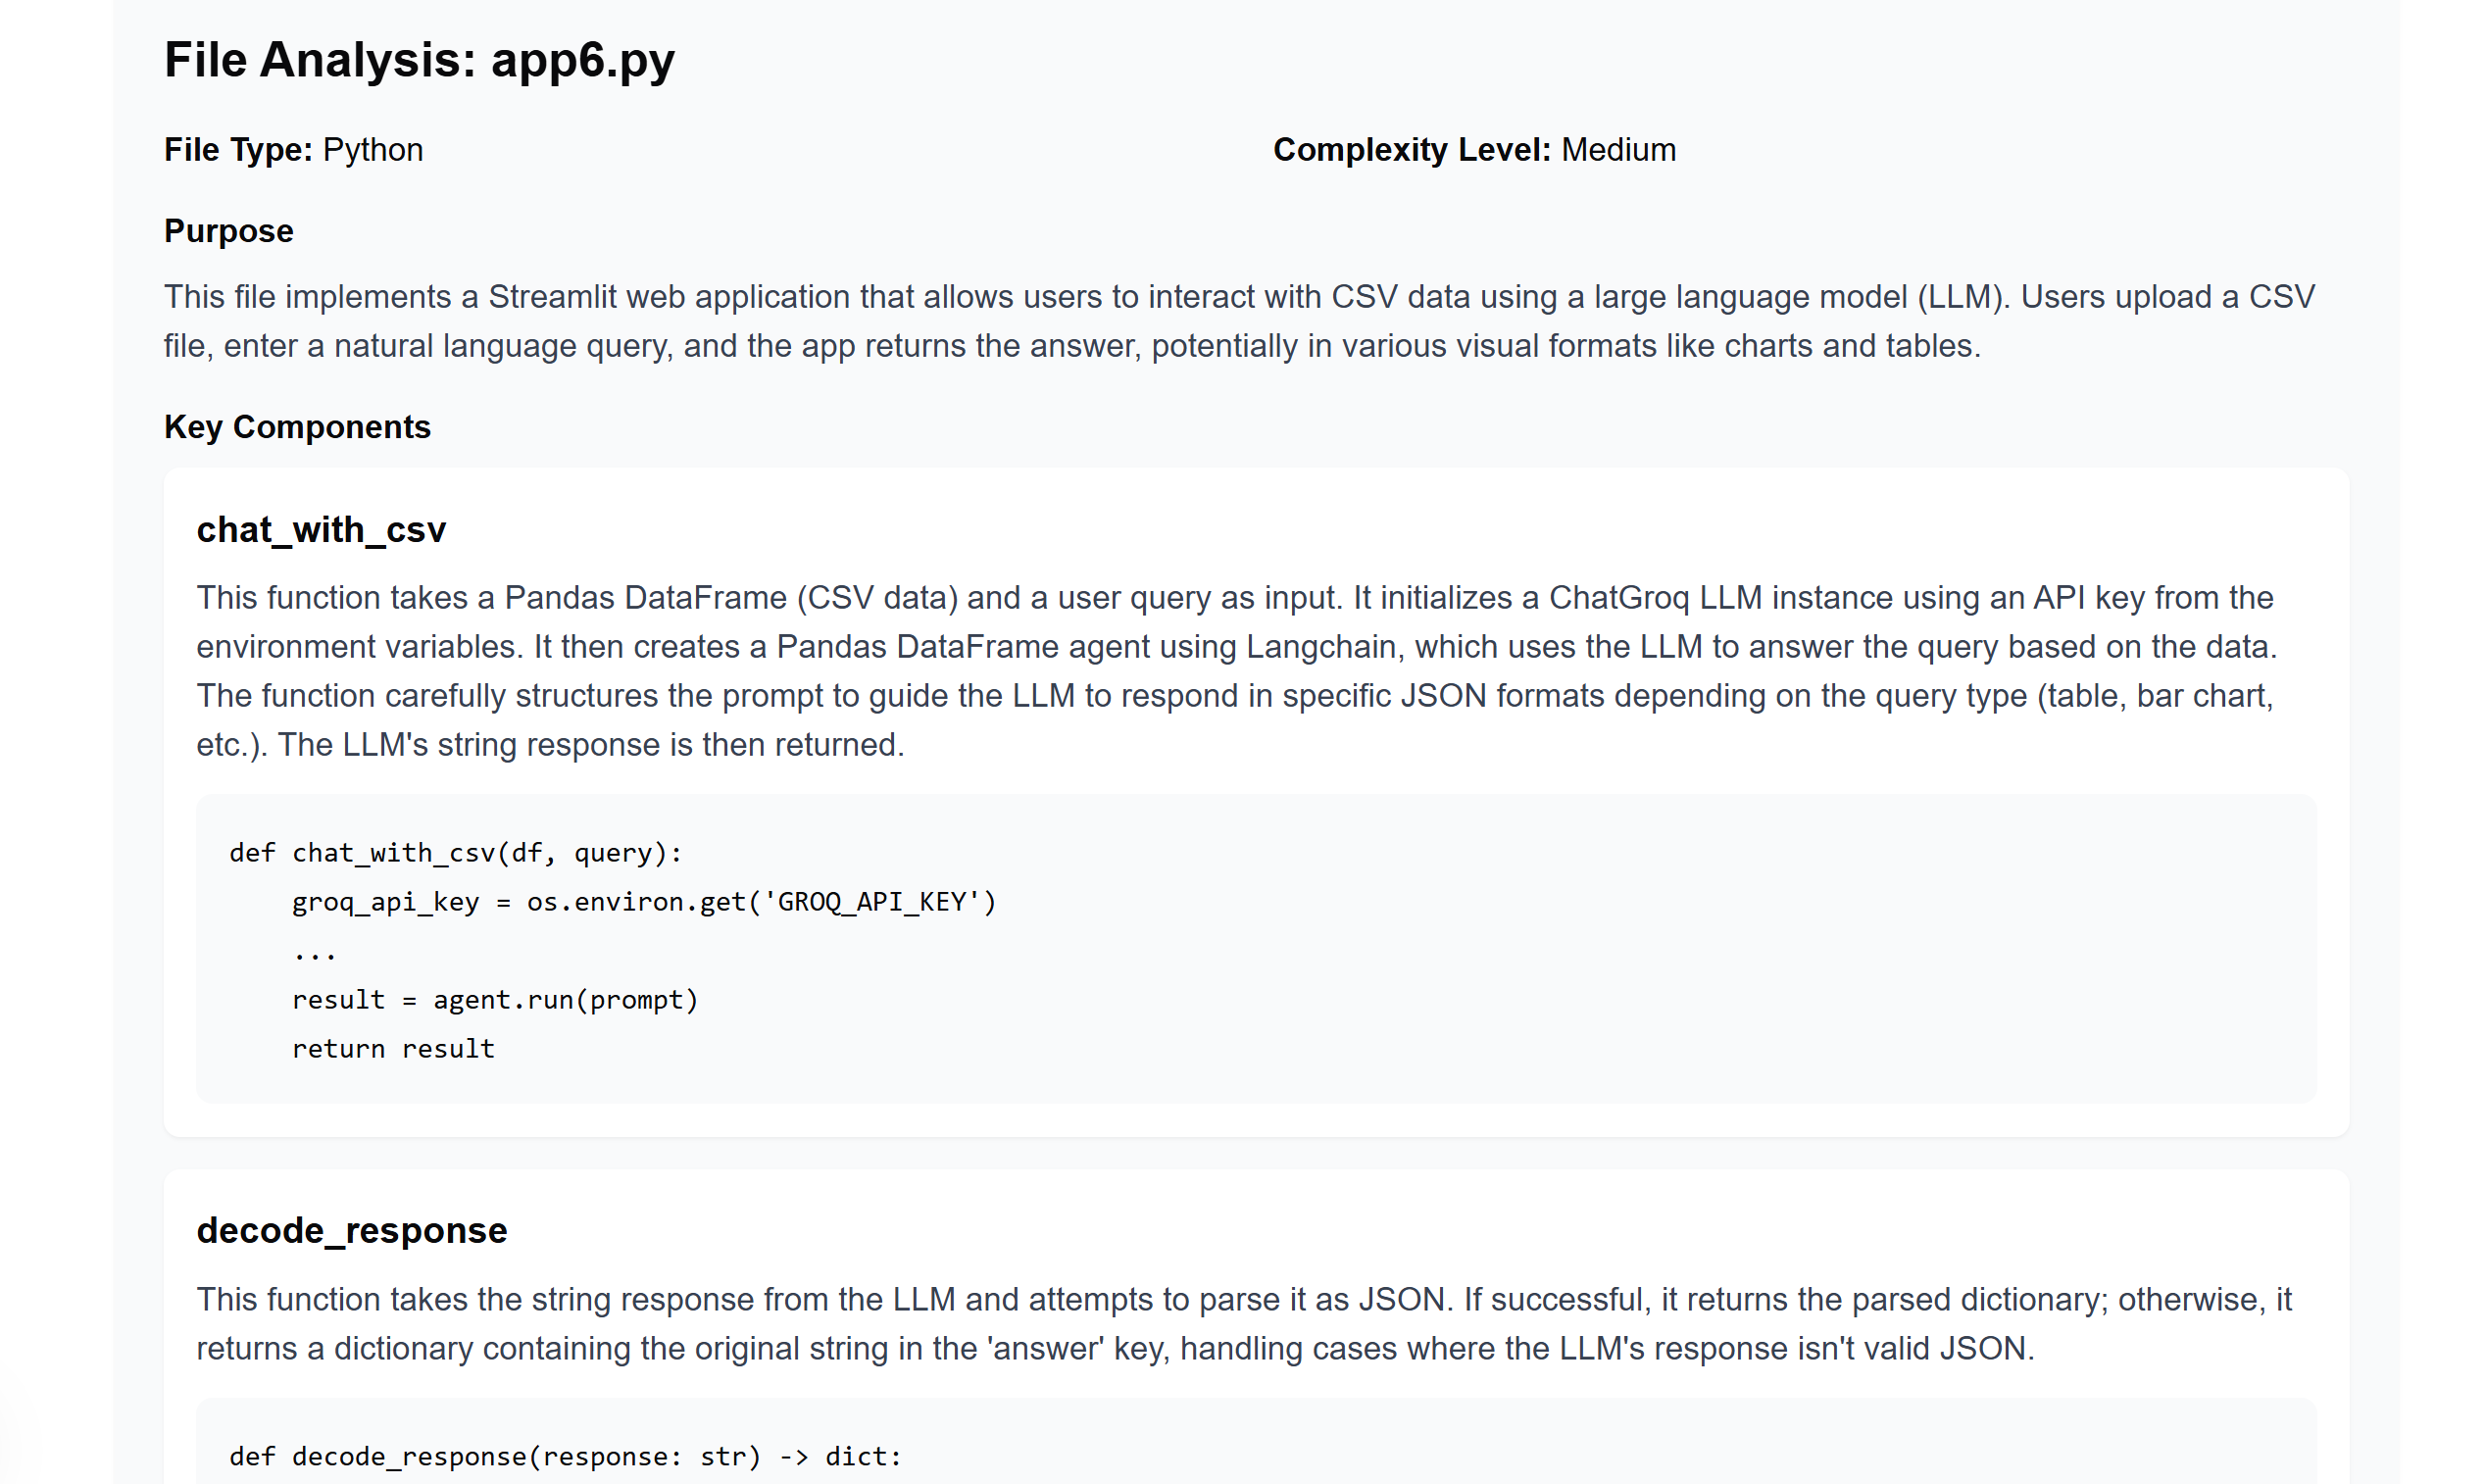 File Analysis: app6.py
File Type: Python
Complexity Level: Medium
Purpose
This file implements a Streamlit web application that allows users to interact with CSV data using a large language model (LLM). Users upload a CSV
file, enter a natural language query, and the app returns the answer, potentially in various visual formats like charts and tables.
Key Components
chat_with_csv
This function takes a Pandas DataFrame (CSV data) and a user query as input. It initializes a ChatGroq LLM instance using an API key from the
environment variables. It then creates a Pandas DataFrame agent using Langchain, which uses the LLM to answer the query based on the data.
The function carefully structures the prompt to guide the LLM to respond in specific JSON formats depending on the query type (table, bar chart,
etc.). The LLM's string response is then returned.
def chat_with_csv(df, query):
    groq_api_key = os.environ.get('GROQ_API_KEY')
    ...
    result = agent.run(prompt)
    return result
decode_response
This function takes the string response from the LLM and attempts to parse it as JSON. If successful, it returns the parsed dictionary; otherwise, it
returns a dictionary containing the original string in the 'answer' key, handling cases where the LLM's response isn't valid JSON.
def decode_response(response: str) -> dict: